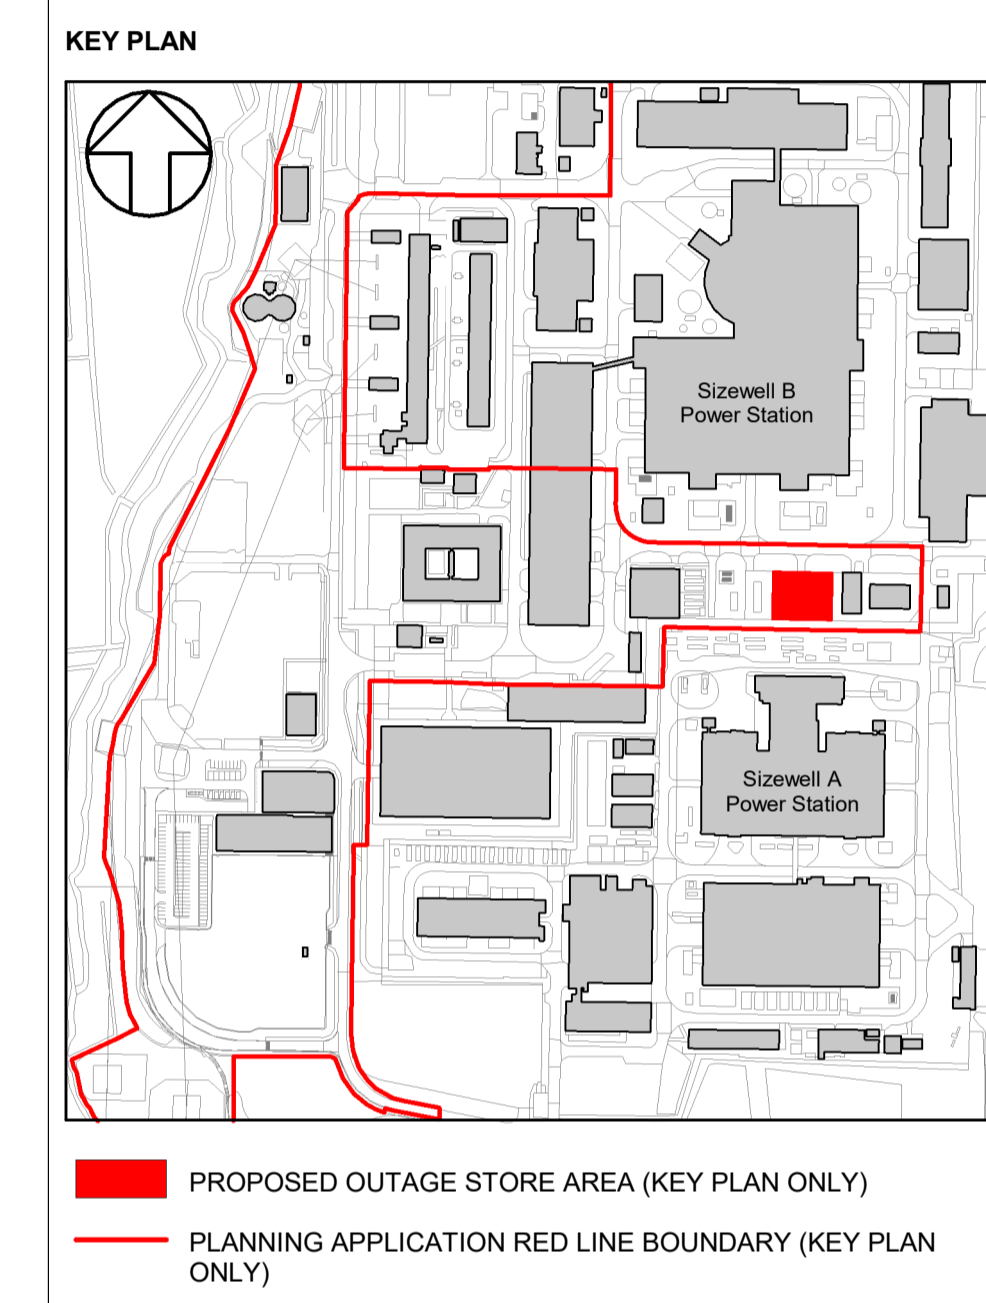 KEY PLAN
Sizewell B
Power Station
Sizewell A
Power Station
PROPOSED OUTAGE STORE AREA (KEY PLAN ONLY)
PLANNING APPLICATION RED LINE BOUNDARY (KEY PLAN
ONLY)